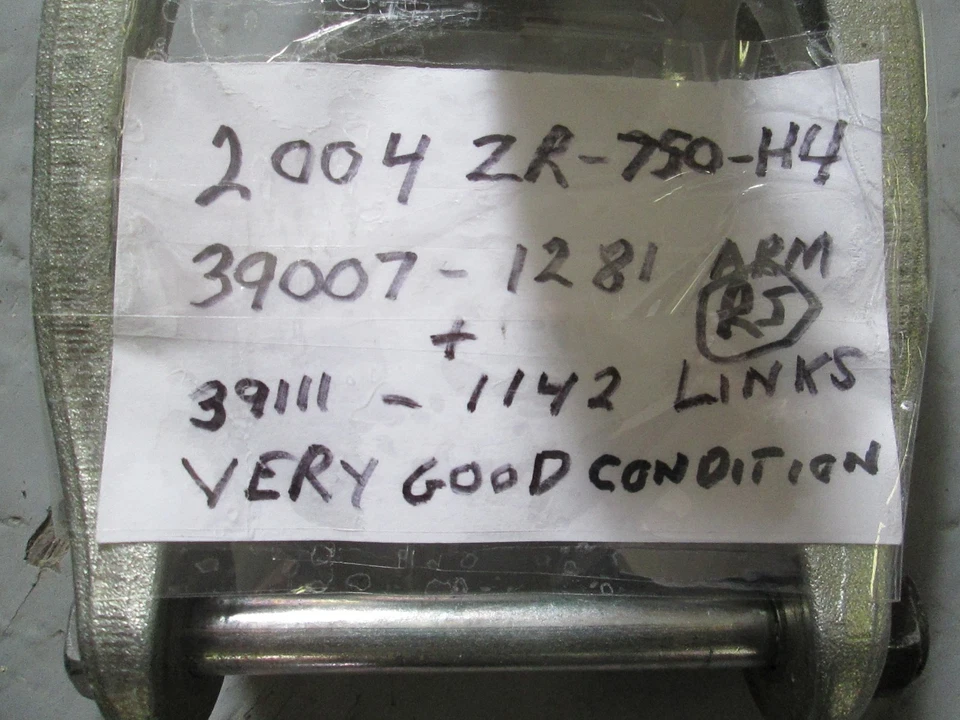 2004 ZR-750-H4
39007-1281 ARM
RJ
+
39111-1142 LINKS
VERY GOOD CONDITION